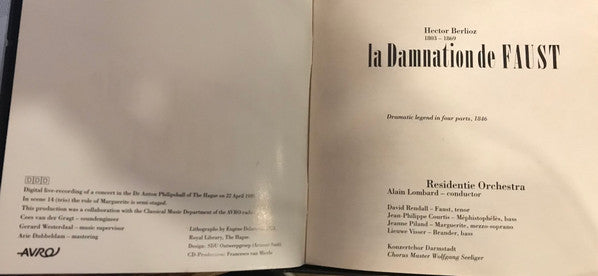 DDD
Digital live-recording of a concert in the Dr Anton Philipshall of The Hague on 22 April
In scene 14 (trio) the role of Marguerite is semi-staged.
This production was a collaboration with the Classical Music Department of the AVRO
Cees van der Gragt - soundengineer
Gerard Westerdaal - music supervisor
Arie Dubbeldam - mastering
AVRO
Lithographs by Eugène
Royal Library, The Hague.
Design: SDU Ontwerpgroep
CD-Production: Francesca van
Hector Berlioz
1803 - 1869
la Damnation de FAUST
Dramatic legend in four parts, 1846
Residentie Orchestra
Alain Lombard - conductor
David Rendall - Faust, tenor
Jean-Philippe Courtis - Méphistophélès, bass
Jeanne Piland - Marguerite, mezzo soprano
Lieuwe Visser - Brander, bass
Konzertchor Darmstadt
Chorus Master Wolfgang Seeliger